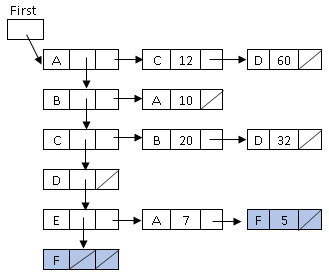 First
A C 12 D 60
B A 10
C B 20 D 32
D
E A 7 F 5
F